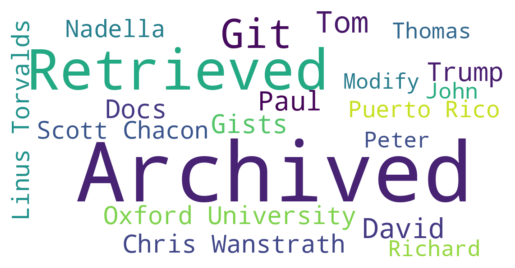 Nadella
Git
Tom
Thomas
Linus Torvalds
Retrieved
Modify
Trump
John
Docs
Paul
Puerto Rico
Scott Chacon
Gists
Peter
Archived
Oxford University
David
Chris Wanstrath
Richard